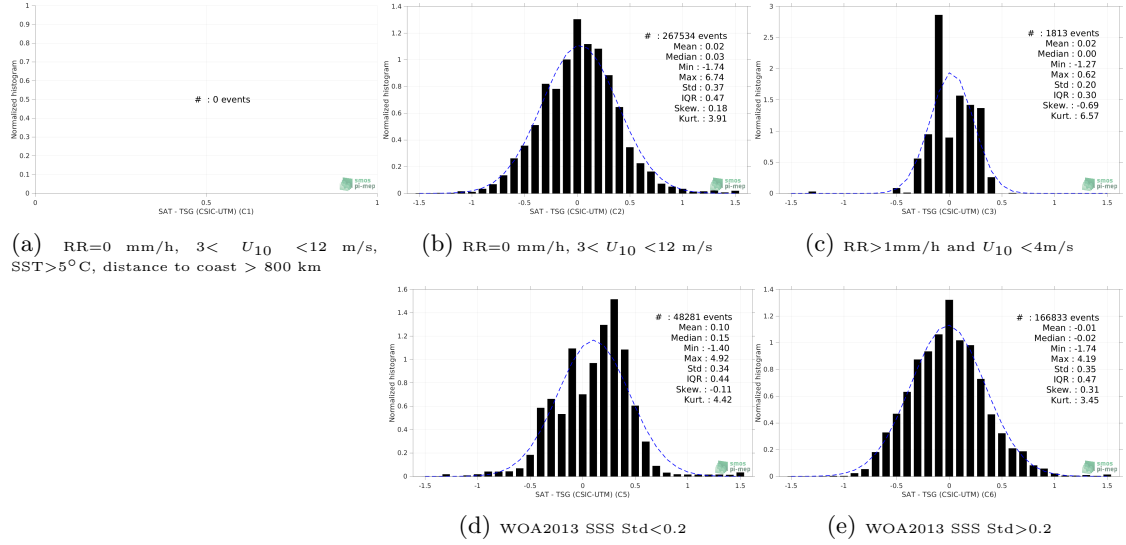 1
0.9
0.8
0.7
0.6
0.5
0.4
0.3
0.2
0.1
0
Normalized histogram
# : 0 events
smos
pi-mep
0 0.5 1
SAT - TSG (CSIC-UTM) (C1)
(a) RR=0 mm/h, 3< U10 <12 m/s,
SST>5°C, distance to coast > 800 km
1.4
1.2
1
0.8
0.6
0.4
0.2
0
Normalized histogram
# : 267534 events
Mean : 0.02
Median : 0.03
Min : -1.74
Max : 6.74
Std : 0.37
IQR : 0.47
Skew. : 0.18
Kurt. : 3.91
smos
pi-mep
-1.5 -1 -0.5 0 0.5 1 1.5
SAT - TSG (CSIC-UTM) (C2)
(b) RR=0 mm/h, 3< U10 <12 m/s
3
2.5
2
1.5
1
0.5
0
Normalized histogram
# : 1813 events
Mean : 0.02
Median : 0.00
Min : -1.27
Max : 0.62
Std : 0.20
IQR : 0.30
Skew. : -0.69
Kurt. : 6.57
smos
pi-mep
-1.5 -1 -0.5 0 0.5 1 1.5
SAT - TSG (CSIC-UTM) (C3)
(c) RR>1mm/h and U10 <4m/s
1.6
1.4
1.2
1
0.8
0.6
0.4
0.2
0
Normalized histogram
# : 48281 events
Mean : 0.10
Median : 0.15
Min : -1.40
Max : 4.92
Std : 0.34
IQR : 0.44
Skew. : -0.11
Kurt. : 4.42
smos
pi-mep
-1.5 -1 -0.5 0 0.5 1 1.5
SAT - TSG (CSIC-UTM) (C5)
(d) WOA2013 SSS Std<0.2
1.4
1.2
1
0.8
0.6
0.4
0.2
0
Normalized histogram
# : 166833 events
Mean : -0.01
Median : -0.02
Min : -1.74
Max : 4.19
Std : 0.35
IQR : 0.47
Skew. : 0.31
Kurt. : 3.45
smos
pi-mep
-1.5 -1 -0.5 0 0.5 1 1.5
SAT - TSG (CSIC-UTM) (C6)
(e) WOA2013 SSS Std>0.2